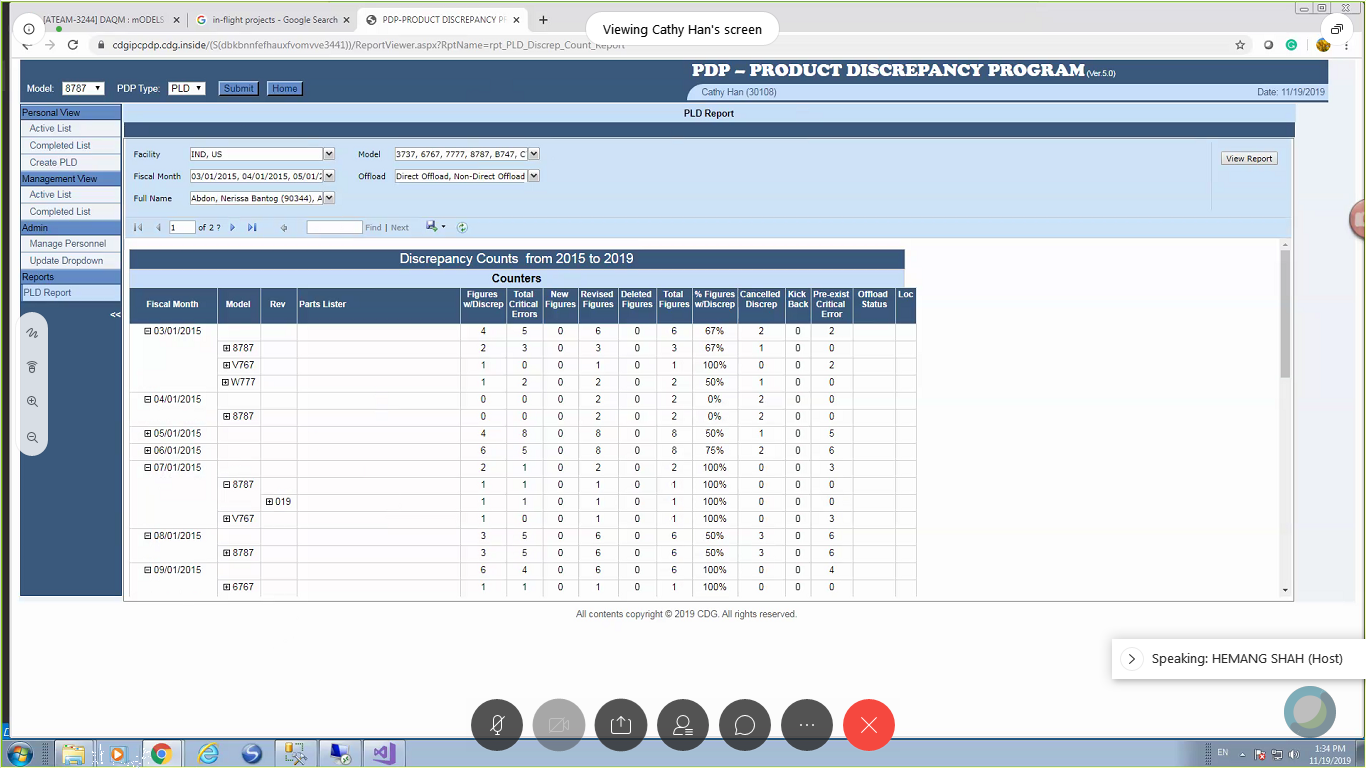 [ATEAM-3244] DAQM : mODELS
in-flight projects - Google Search
PDP-PRODUCT DISCREPANCY P
Viewing Cathy Han's screen
cdgipcpdp.cdg.inside/(S(dbkbnnfefhauxfvomvve3441))/ReportViewer.aspx?RptName=rpt_PLD_Discrep_Count_Report
PDP – PRODUCT DISCREPANCY PROGRAM (Ver.5.0)
Model: 8787 PDP Type: PLD Submit Home
Cathy Han (30108) Date: 11/19/2019
Personal View
Active List
Completed List
Create PLD
Management View
Active List
Completed List
Admin
Manage Personnel
Update Dropdown
Reports
PLD Report
<<
PLD Report
Facility IND, US Model 3737, 6767, 7777, 8787, B747, C View Report
Fiscal Month 03/01/2015, 04/01/2015, 05/01/2 Offload Direct Offload, Non-Direct Offload
Full Name Abdon, Nerissa Bantog (90344), A
1 of 2 ? Find | Next
Discrepancy Counts from 2015 to 2019
Counters
Fiscal Month Model Rev Parts Lister Figures w/Discrep Total Critical Errors New Figures Revised Figures Deleted Figures Total Figures % Figures w/Discrep Cancelled Discrep Kick Back Pre-exist Critical Error Offload Status Loc
03/01/2015 4 5 0 6 0 6 67% 2 0 2
8787 2 3 0 3 0 3 67% 1 0 0
V767 1 0 0 1 0 1 100% 0 0 2
W777 1 2 0 2 0 2 50% 1 0 0
04/01/2015 0 0 0 2 0 2 0% 2 0 0
8787 0 0 0 2 0 2 0% 2 0 0
05/01/2015 4 8 0 8 0 8 50% 1 0 5
06/01/2015 6 5 0 8 0 8 75% 2 0 6
07/01/2015 2 1 0 2 0 2 100% 0 0 3
8787 1 1 0 1 0 1 100% 0 0 0
019 1 1 0 1 0 1 100% 0 0 0
V767 1 0 0 1 0 1 100% 0 0 3
08/01/2015 3 5 0 6 0 6 50% 3 0 6
8787 3 5 0 6 0 6 50% 3 0 6
09/01/2015 6 4 0 6 0 6 100% 0 0 4
6767 1 1 0 1 0 1 100% 0 0 0
All contents copyright © 2019 CDG. All rights reserved.
Speaking: HEMANG SHAH (Host)
EN
1:34 PM
11/19/2019